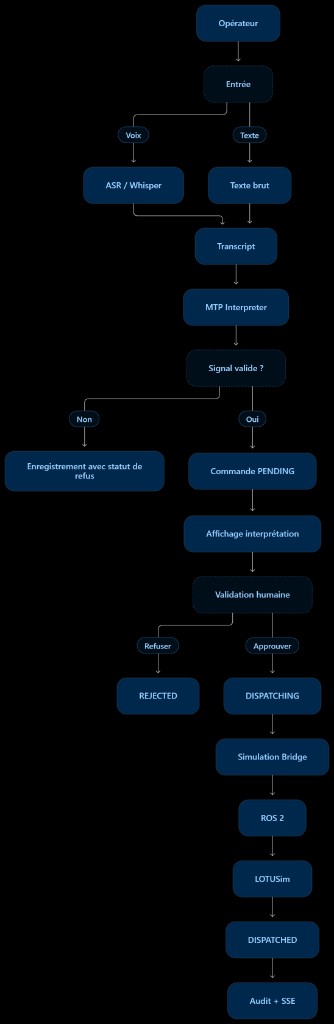 Opérateur
Entrée
Voix
Texte
ASR / Whisper
Texte brut
Transcript
MTP Interpreter
Signal valide ?
Non
Oui
Enregistrement avec statut de
refus
Commande PENDING
Affichage interprétation
Validation humaine
Refuser
Approuver
REJECTED
DISPATCHING
Simulation Bridge
ROS 2
LOTUSim
DISPATCHED
Audit + SSE